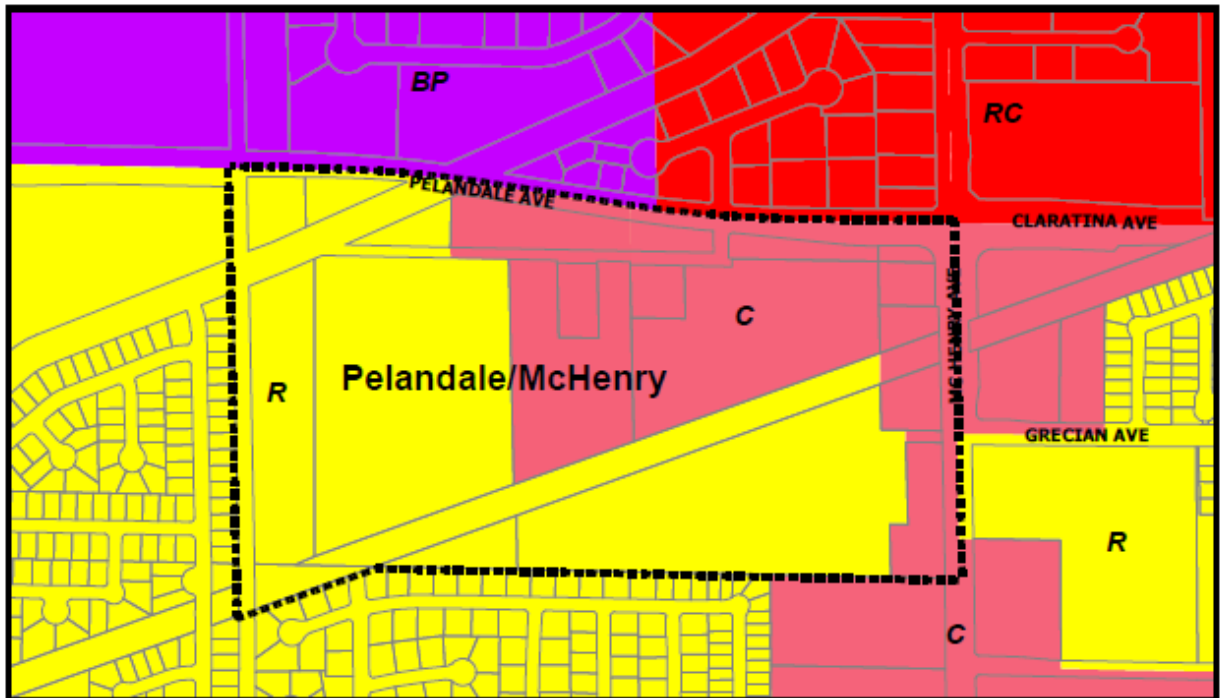 BP
RC
PELANDALE AVE
CLARATINA AVE
MC HENRY AVE
C
Pelandale/McHenry
R
GRECIAN AVE
R
C